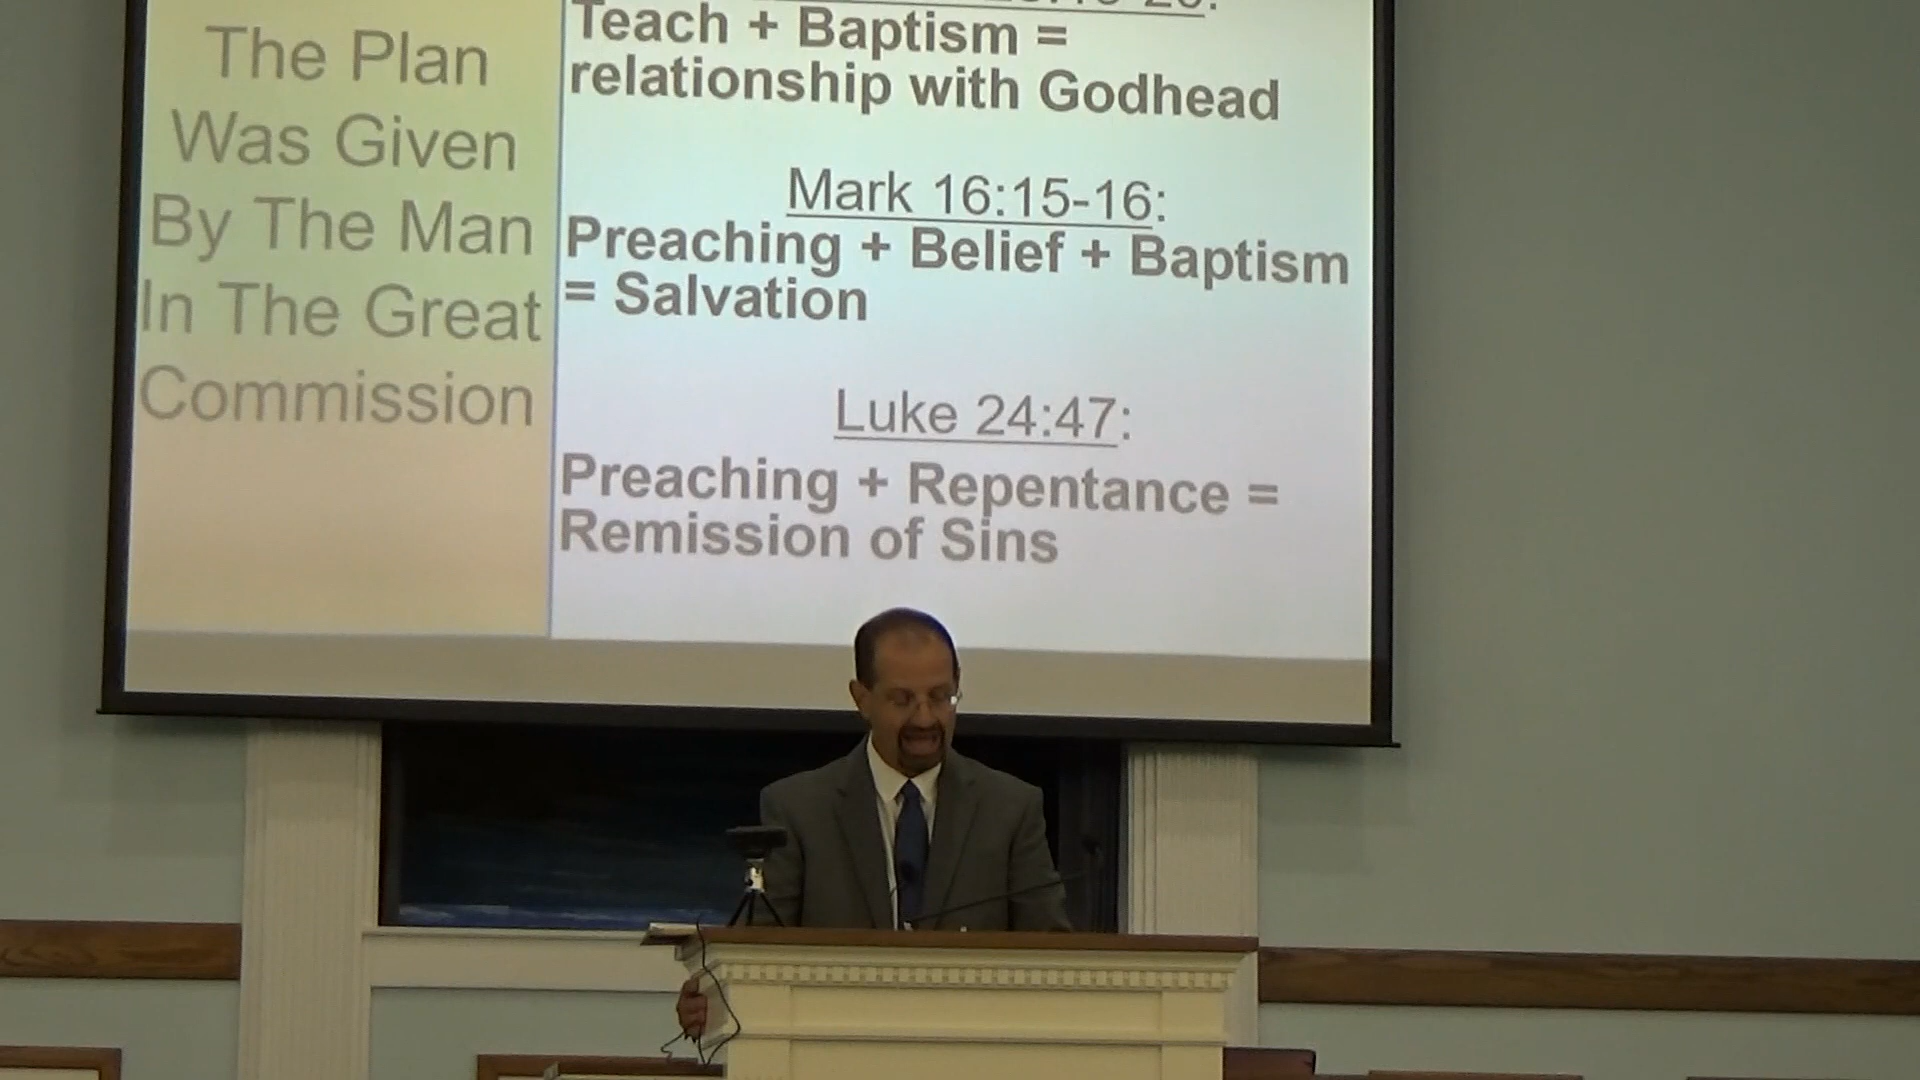 The Plan
Was Given
By The Man
In The Great
Commission
Teach + Baptism =
relationship with Godhead
Mark 16:15-16:
Preaching + Belief + Baptism
= Salvation
Luke 24:47:
Preaching + Repentance =
Remission of Sins